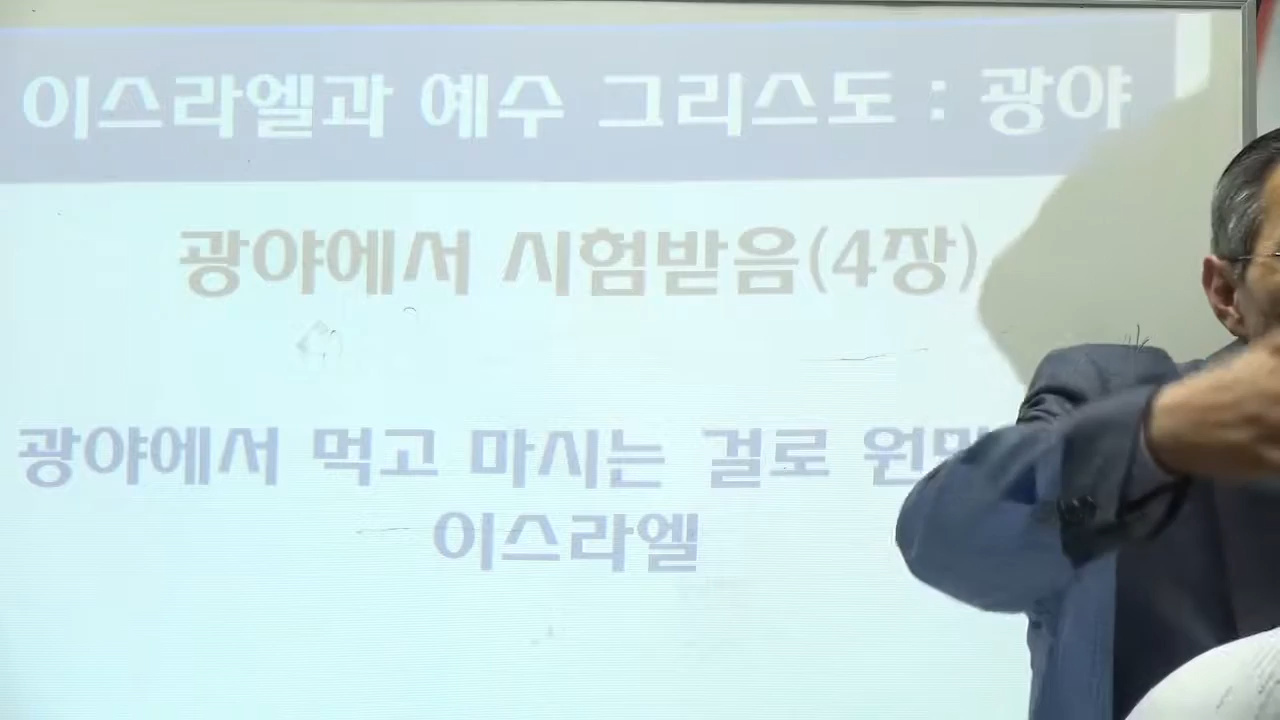 이스라엘과 예수 그리스도 : 광야
광야에서 시험받음(4장)
광야에서 먹고 마시는 걸로
이스라엘